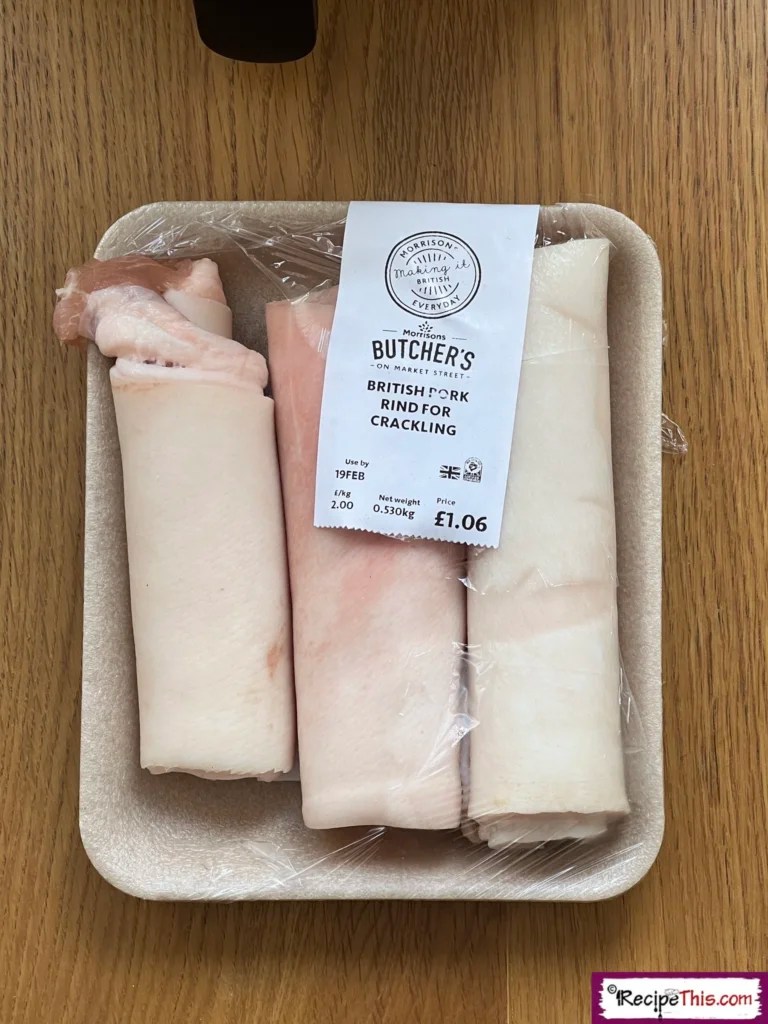 MORRISONS
Making it
BRITISH
EVERYDAY
Morrisons
BUTCHER'S
- ON MARKET STREET -
BRITISH PORK
RIND FOR
CRACKLING
Use by
19FEB
£/kg Net weight Price
2.00 0.530kg £1.06
©RecipeThis.com